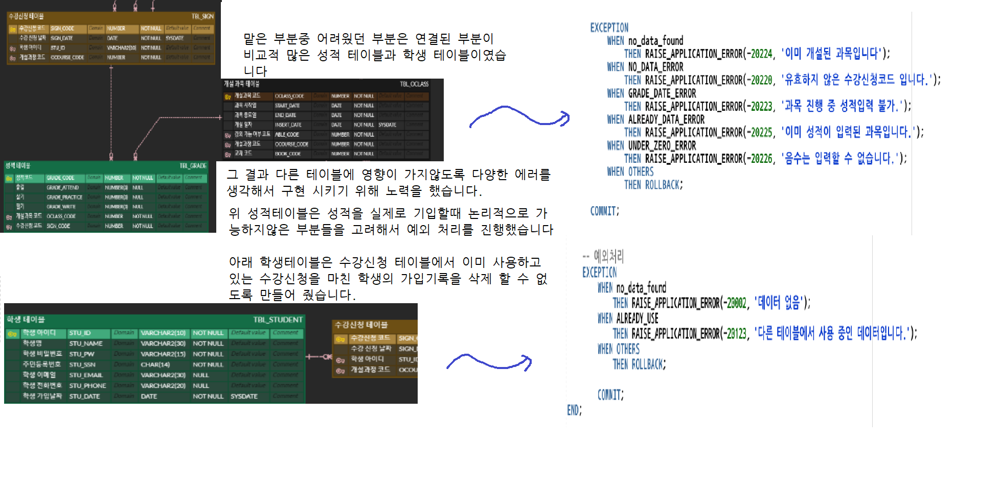 수강신청 테이블 TBL_SIGN
수강신청 코드 SIGN_CODE Domain NUMBER NOT NULL Default value Comment
수강 신청 날짜 SIGN_DATE Domain DATE NOT NULL SYSDATE Comment
학생 아이디 STU_ID Domain VARCHAR2(10) NOT NULL Default value Comment
개설과정 코드 OCOURSE_CODE Domain NUMBER NOT NULL Default value Comment
맡은 부분중 어려웠던 부분은 연결된 부분이
비교적 많은 성적 테이블과 학생 테이블이였습
니다
개설 과목 테이블 TBL_OCLASS
개설과목 코드 OCLASS_CODE Domain NUMBER NOT NULL Default value Comment
과목 시작일 START_DATE Domain DATE NOT NULL Default value Comment
과목 종료일 END_DATE Domain DATE NOT NULL Default value Comment
개설 일자 INSERT_DATE Domain DATE NOT NULL SYSDATE Comment
강의 가능 여부 코드 ABLE_CODE Domain NUMBER NOT NULL Default value Comment
개설과정 코드 OCOURSE_CODE Domain NUMBER NOT NULL Default value Comment
교재 코드 BOOK_CODE Domain NUMBER NOT NULL Default value Comment
성적 테이블 TBL_GRADE
성적코드 GRADE_CODE Domain NUMBER NOT NULL Default value Comment
출결 GRADE_ATTEND Domain NUMBER(3) NULL Default value Comment
실기 GRADE_PRACTICE Domain NUMBER(3) NULL Default value Comment
필기 GRADE_WRITE Domain NUMBER(3) NULL Default value Comment
개설과목 코드 OCLASS_CODE Domain NUMBER NOT NULL Default value Comment
수강신청 코드 SIGN_CODE Domain NUMBER NOT NULL Default value Comment
그 결과 다른 테이블에 영향이 가지않도록 다양한 에러를
생각해서 구현 시키기 위해 노력을 했습니다.
위 성적테이블은 성적을 실제로 기입할때 논리적으로 가
능하지않은 부분들을 고려해서 예외 처리를 진행했습니다
아래 학생테이블은 수강신청 테이블에서 이미 사용하고
있는 수강신청을 마친 학생의 가입기록을 삭제 할 수 없
도록 만들어 줬습니다.
학생 테이블 TBL_STUDENT
학생 아이디 STU_ID Domain VARCHAR2(10) NOT NULL Default value Comment
학생명 STU_NAME Domain VARCHAR2(30) NOT NULL Default value Comment
학생 비밀번호 STU_PW Domain VARCHAR2(15) NOT NULL Default value Comment
주민등록번호 STU_SSN Domain CHAR(14) NOT NULL Default value Comment
학생 이메일 STU_EMAIL Domain VARCHAR2(30) NULL Default value Comment
학생 전화번호 STU_PHONE Domain VARCHAR2(20) NULL Default value Comment
학생 가입날짜 STU_DATE Domain DATE NOT NULL SYSDATE Comment
수강신청 테이블
수강신청 코드 SIGN_
수강 신청 날짜 SIGN_
학생 아이디 STU_I
개설과정 코드 OCOU
EXCEPTION
WHEN no_data_found
THEN RAISE_APPLICATION_ERROR(-20224, '이미 개설된 과목입니다');
WHEN NO_DATA_ERROR
THEN RAISE_APPLICATION_ERROR(-20220, '유효하지 않은 수강신청코드 입니다.');
WHEN GRADE_DATE_ERROR
THEN RAISE_APPLICATION_ERROR(-20223, '과목 진행 중 성적입력 불가.');
WHEN ALREADY_DATA_ERROR
THEN RAISE_APPLICATION_ERROR(-20225, '이미 성적이 입력된 과목입니다.');
WHEN UNDER_ZERO_ERROR
THEN RAISE_APPLICATION_ERROR(-20226, '음수는 입력할 수 없습니다.');
WHEN OTHERS
THEN ROLLBACK;
COMMIT;
-- 예외처리
EXCEPTION
WHEN no_data_found
THEN RAISE_APPLICATION_ERROR(-20002, '데이터 없음');
WHEN ALREADY_USE
THEN RAISE_APPLICATION_ERROR(-20123, '다른 테이블에서 사용 중인 데이터입니다.');
WHEN OTHERS
THEN ROLLBACK;
COMMIT;
END;